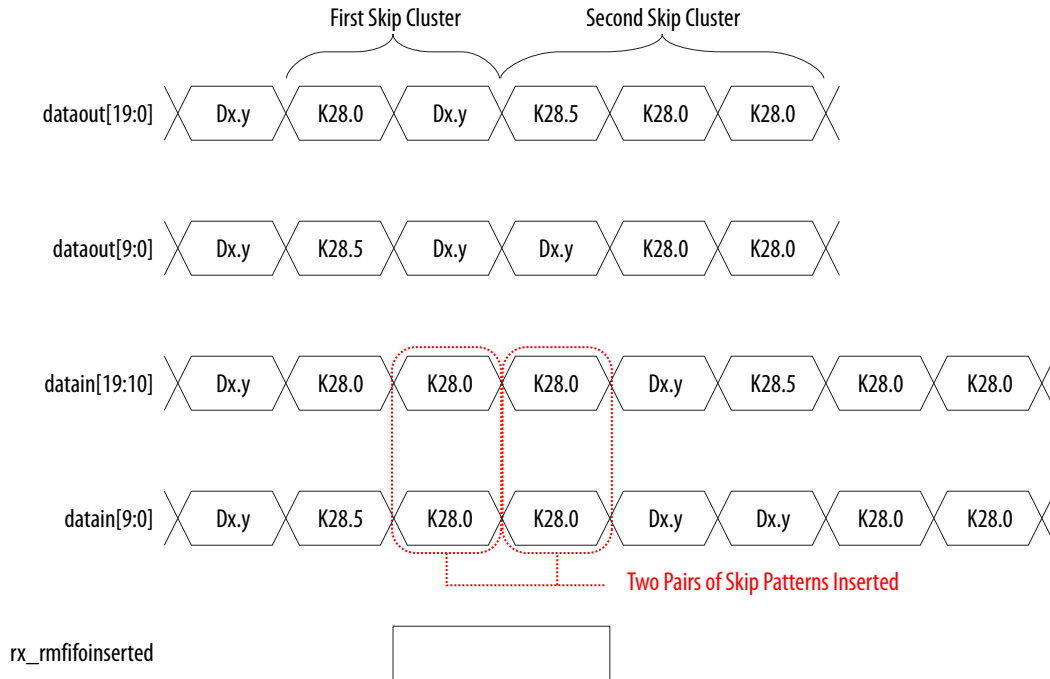 First Skip Cluster Second Skip Cluster
dataout[19:0] Dx.y K28.0 Dx.y K28.5 K28.0 K28.0
dataout[9:0] Dx.y K28.5 Dx.y Dx.y K28.0 K28.0
datain[19:10] Dx.y K28.0 K28.0 K28.0 Dx.y K28.5 K28.0 K28.0
datain[9:0] Dx.y K28.5 K28.0 K28.0 Dx.y Dx.y K28.0 K28.0
Two Pairs of Skip Patterns Inserted
rx_rmfifoinserted